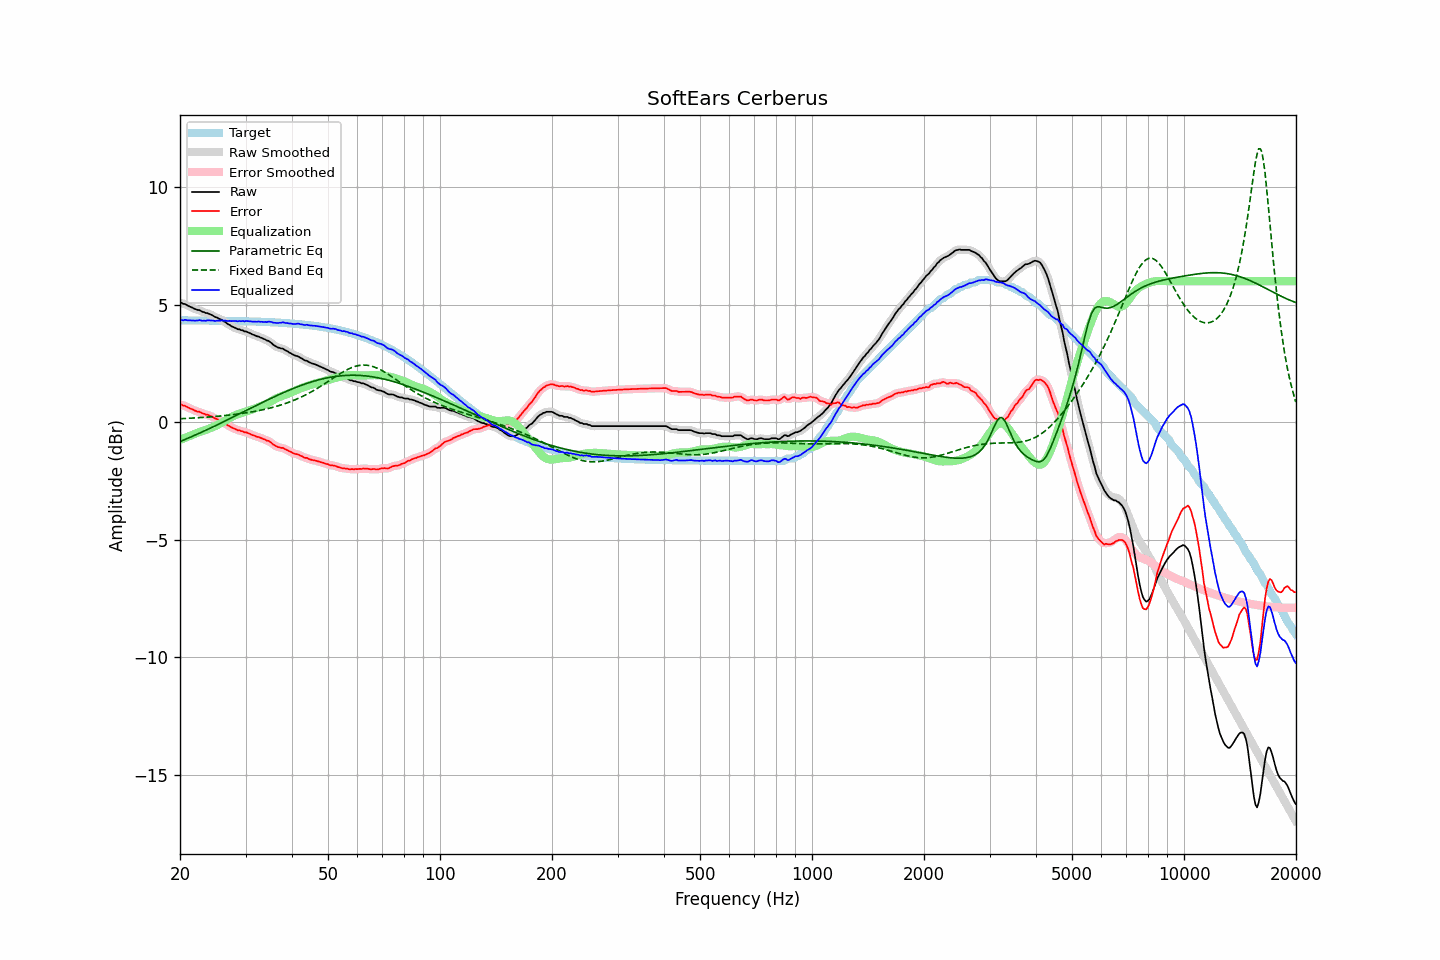 SoftEars Cerberus
Target
Raw Smoothed
Error Smoothed
Raw
Error
Equalization
Parametric Eq
Fixed Band Eq
Equalized
10
5
0
−5
−10
−15
Amplitude (dBr)
20
50
100
200
500
1000
2000
5000
10000
20000
Frequency (Hz)